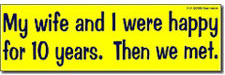 My wife and I were happy
for 10 years. Then we met.